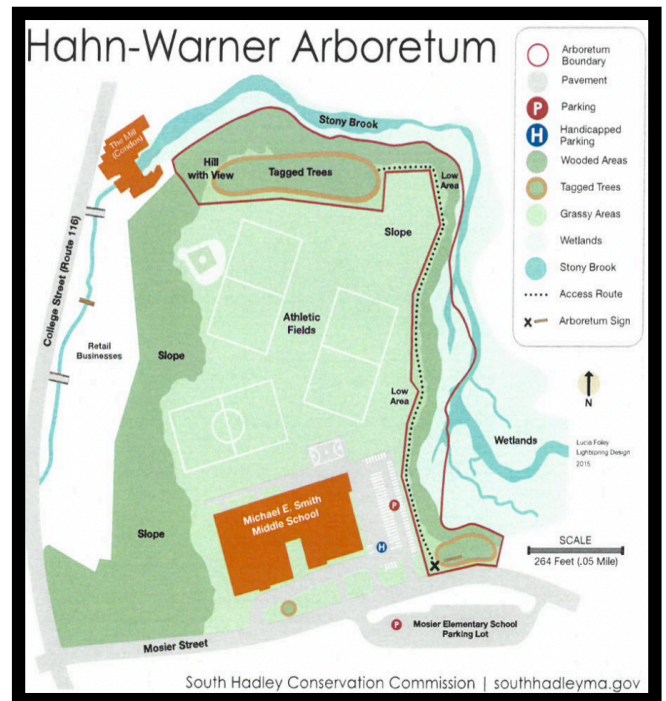 Hahn-Warner Arboretum
Arboretum
Boundary
Pavement
P
Parking
H
Handicapped
Parking
Wooded Areas
Tagged Trees
Grassy Areas
Wetlands
Stony Brook
Access Route
X
Arboretum Sign
The Mill
(Condos)
Stony Brook
Hill
with View
Tagged Trees
Low
Area
Slope
College Street (Route 116)
Athletic
Fields
Retail
Businesses
Slope
Low
Area
N
Wetlands
Lucia Foley
Lightspring Design
2015
Michael E. Smith
Middle School
P
H
Slope
SCALE
264 Feet (.05 Mile)
X
P
Mosier Elementary School
Parking Lot
Mosier Street
South Hadley Conservation Commission | southhadleyma.gov